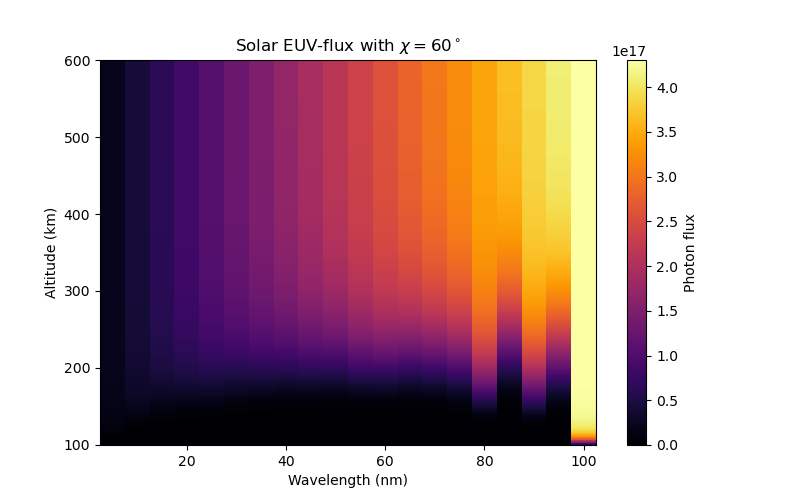 Solar EUV-flux with χ = 60°
1e17
600
500
400
300
200
100
Altitude (km)
20 40 60 80 100
Wavelength (nm)
4.0
3.5
3.0
2.5
2.0
1.5
1.0
0.5
0.0
Photon flux